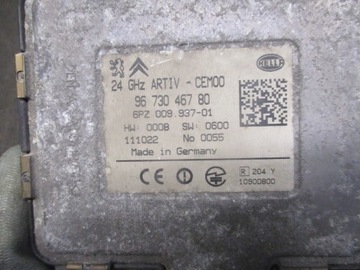 HELLA
24 GHz ARTIV - CEM00
96 730 467 80
6PZ 009.937-01
HW: 0008 SW: 0600
111022 No 0055
Made in Germany
R 204 Y
10900800